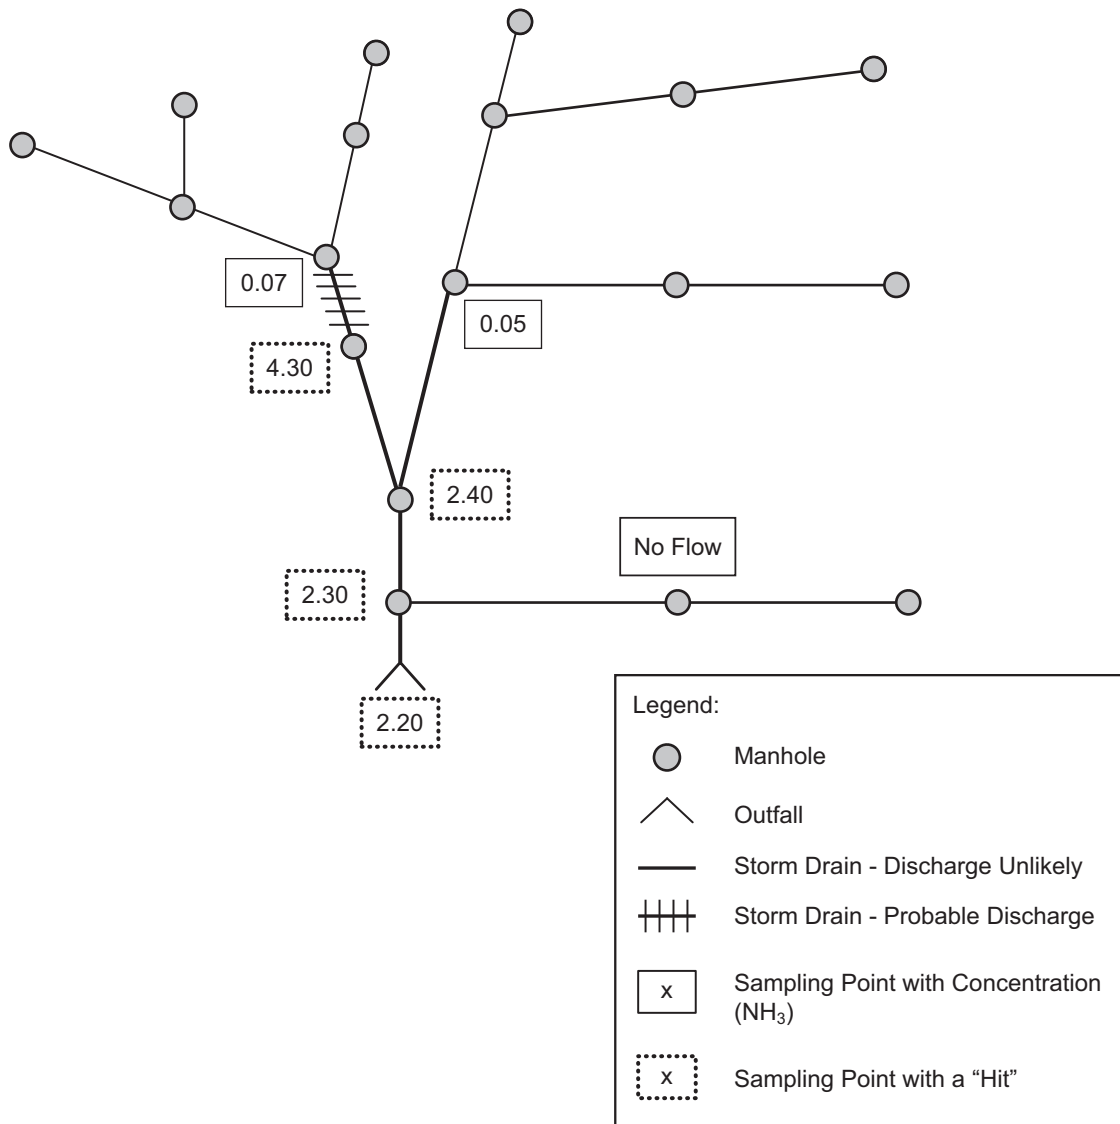 0.07
0.05
4.30
2.40
No Flow
2.30
2.20
Legend:
Manhole
Outfall
Storm Drain - Discharge Unlikely
Storm Drain - Probable Discharge
x
Sampling Point with Concentration
(NH₃)
x
Sampling Point with a “Hit”